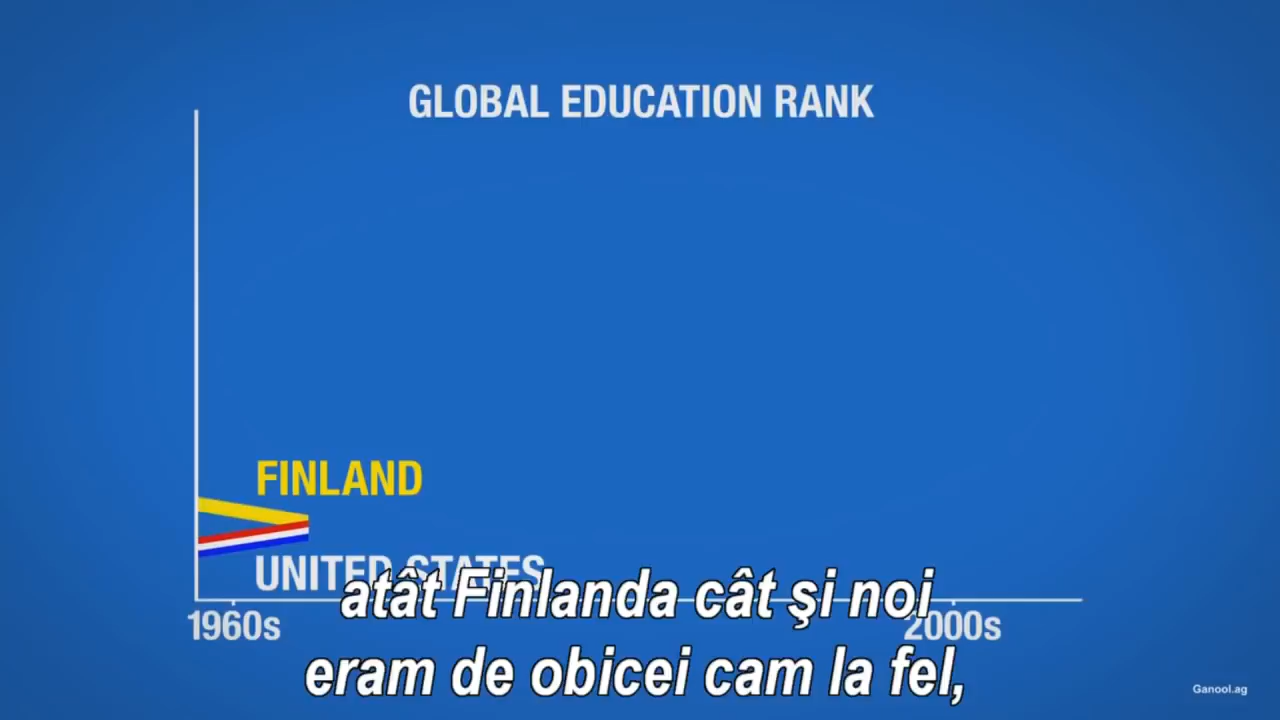 GLOBAL EDUCATION RANK
FINLAND
UNITED STATES
1960s
2000s
atât Finlanda cât şi noi
eram de obicei cam la fel,
Ganool.ag